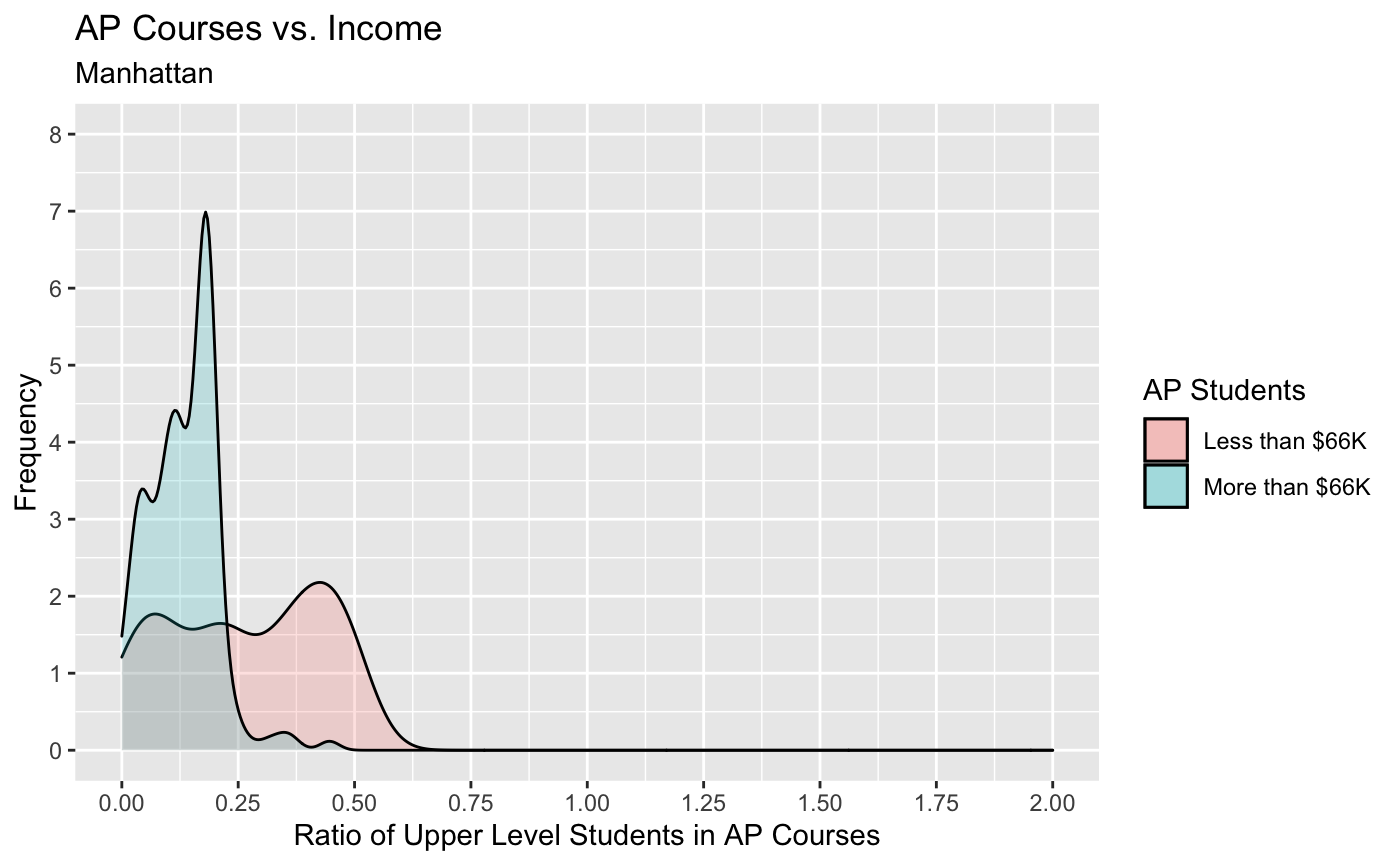 AP Courses vs. Income
Manhattan
8
7
6
5
4
3
2
1
0
Frequency
0.00 0.25 0.50 0.75 1.00 1.25 1.50 1.75 2.00
Ratio of Upper Level Students in AP Courses
AP Students
Less than $66K
More than $66K